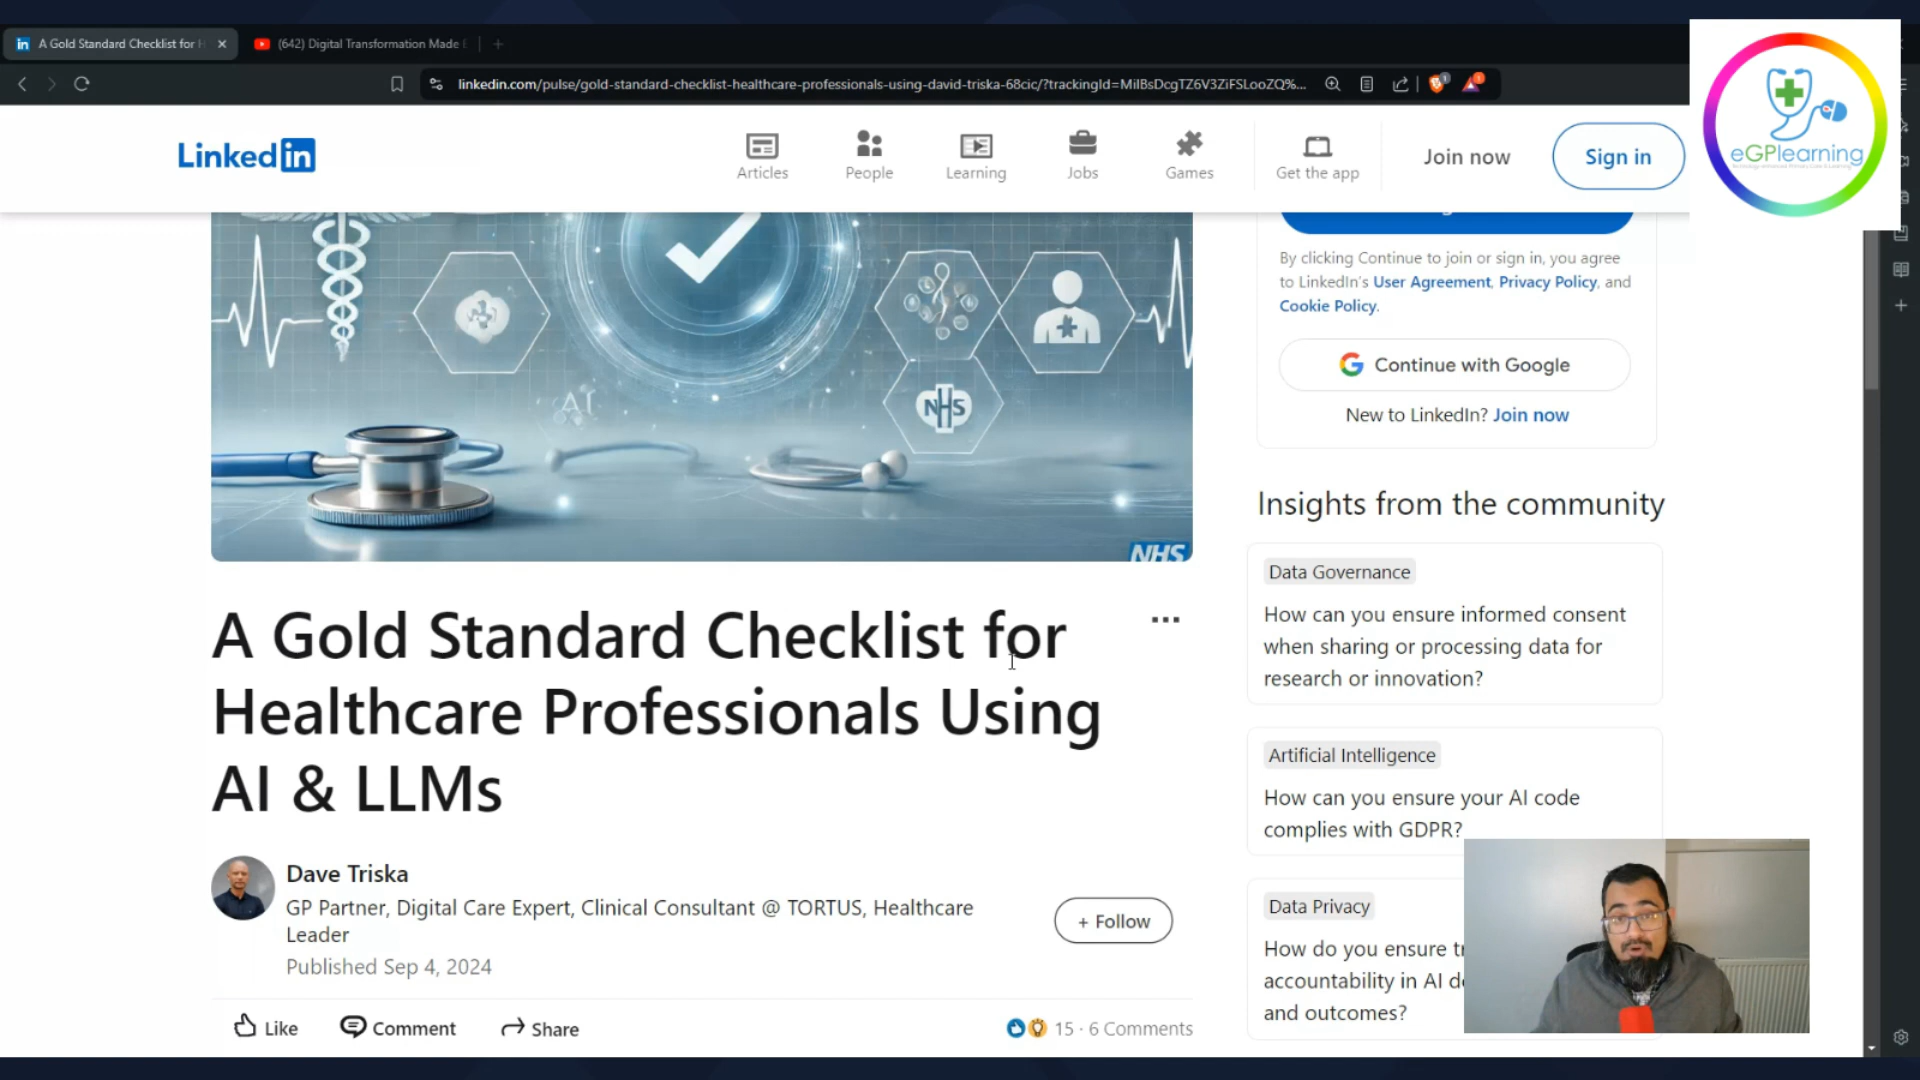 A Gold Standard Checklist for H
(642) Digital Transformation Made E
linkedin.com/pulse/gold-standard-checklist-healthcare-professionals-using-david-triska-68cic/?trackingId=MiIBsDcgTZ6V3ZiFSLooZQ%...
Linked in
Articles
People
Learning
Jobs
Games
Get the app
Join now
Sign in
eGPlearning
By clicking Continue to join or sign in, you agree
to LinkedIn's User Agreement, Privacy Policy, and
Cookie Policy.
Continue with Google
New to LinkedIn? Join now
AI
NHS
NHS
A Gold Standard Checklist for
Healthcare Professionals Using
AI & LLMs
Dave Triska
GP Partner, Digital Care Expert, Clinical Consultant @ TORTUS, Healthcare
Leader
Published Sep 4, 2024
+ Follow
Like
Comment
Share
15 · 6 Comments
Insights from the community
Data Governance
How can you ensure informed consent
when sharing or processing data for
research or innovation?
Artificial Intelligence
How can you ensure your AI code
complies with GDPR?
Data Privacy
How do you ensure tr
accountability in AI de
and outcomes?